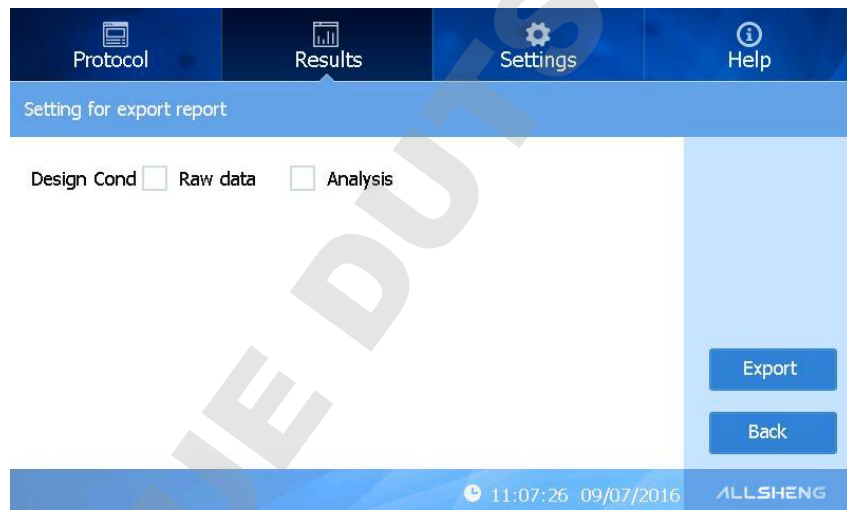 Protocol Results Settings Help
Setting for export report
Design Cond Raw data Analysis
Export
Back
11:07:26 09/07/2016 ALLSHENG